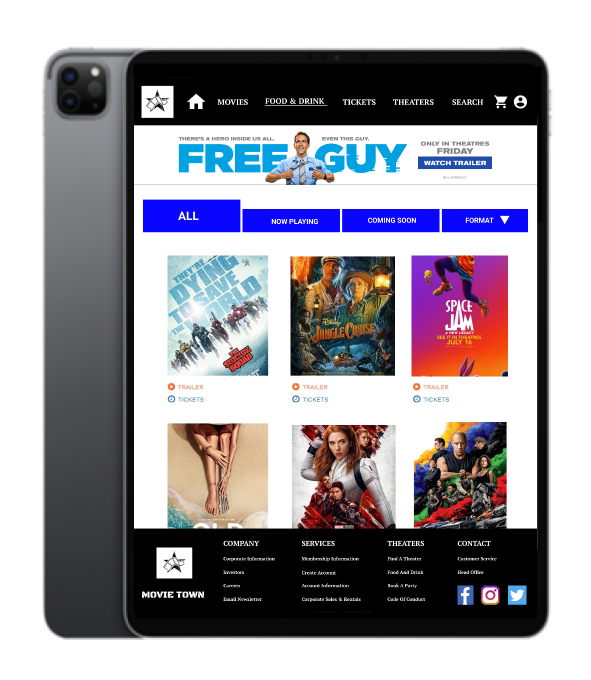 MOVIES FOOD & DRINK TICKETS THEATERS SEARCH
THERE'S A HERO INSIDE US ALL. EVEN THIS GUY.
FREE GUY
ONLY IN THEATRES
FRIDAY
WATCH TRAILER
ALL
NOW PLAYING
COMING SOON
FORMAT
THEY'RE
DYING
TO SAVE
THE WORLD
THE SUICIDE
SQUAD
Disney
JUNGLE CRUISE
SPACE
JAM
A NEW LEGACY
SEE IT IN THEATRES
JULY 16
TRAILER TRAILER TRAILER
TICKETS TICKETS TICKETS
OLD
COMPANY SERVICES THEATERS CONTACT
Corporate Information Membership Information Find A Theater Customer Service
Investors Create Account Food And Drink Head Office
Careers Account Information Book A Party
Email Newsletter Corporate Sales & Rentals Code Of Conduct
MOVIE TOWN